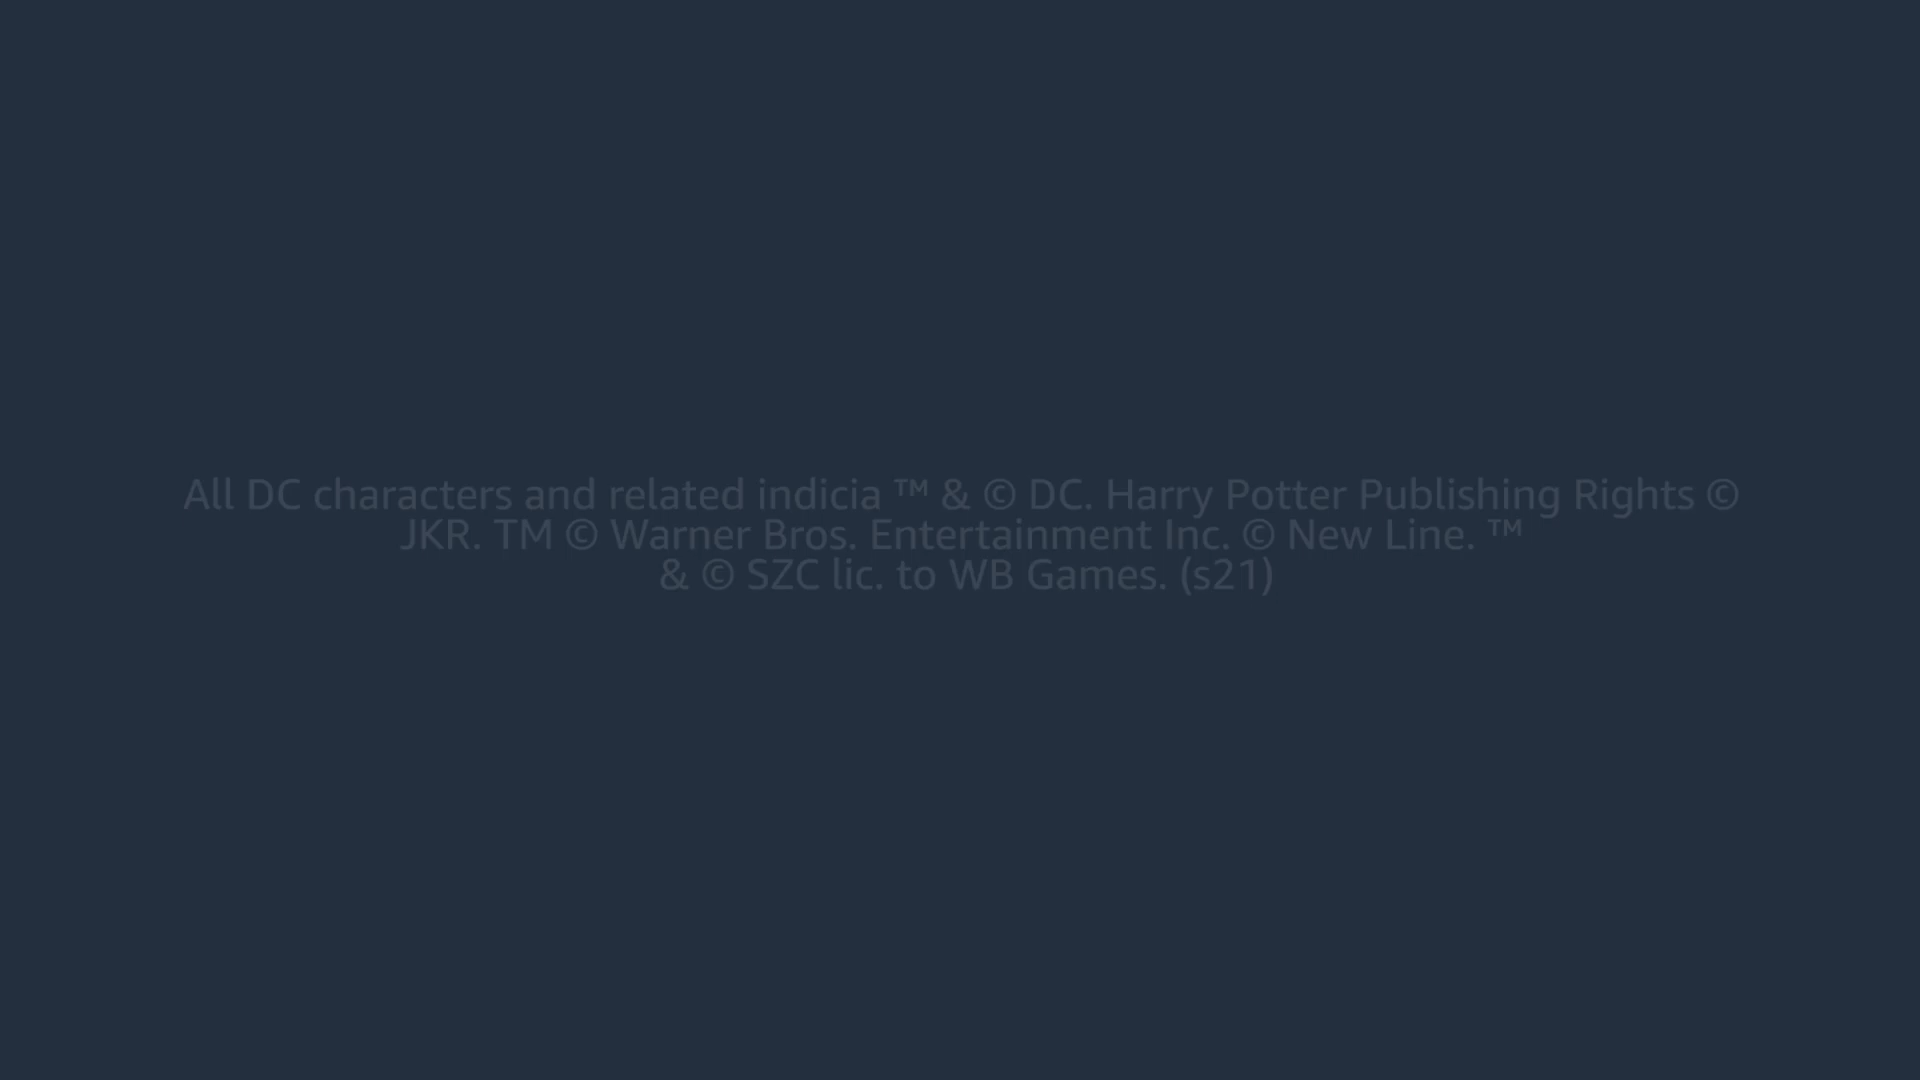 All DC characters and related indicia ™ & © DC. Harry Potter Publishing Rights ©
JKR. TM © Warner Bros. Entertainment Inc. © New Line. ™
& © SZC lic. to WB Games. (s21)